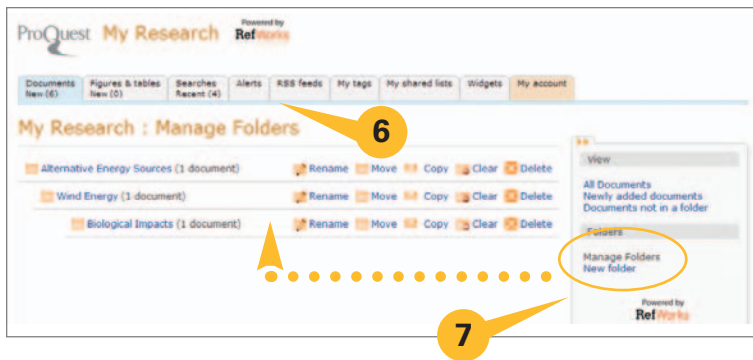 ProQuest My Research Powered by RefWorks
Documents New (6) Figures & tables New (0) Searches Recent (4) Alerts RSS feeds My tags My shared lists Widgets My account
6
My Research : Manage Folders
Alternative Energy Sources (1 document) Rename Move Copy Clear Delete
Wind Energy (1 document) Rename Move Copy Clear Delete
Biological Impacts (1 document) Rename Move Copy Clear Delete
View
All Documents
Newly added documents
Documents not in a folder
Folders
Manage Folders
New folder
Powered by
RefWorks
7